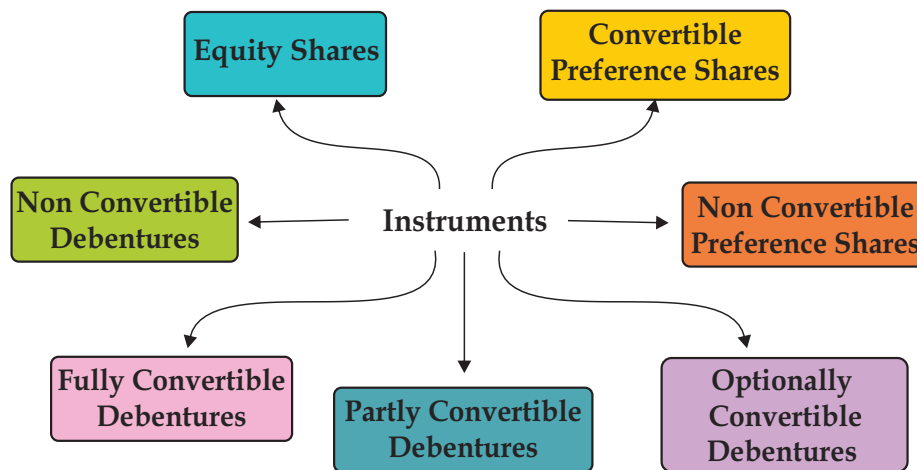 Equity Shares
Convertible
Preference Shares
Non Convertible
Debentures
Instruments
Non Convertible
Preference Shares
Fully Convertible
Debentures
Partly Convertible
Debentures
Optionally
Convertible
Debentures